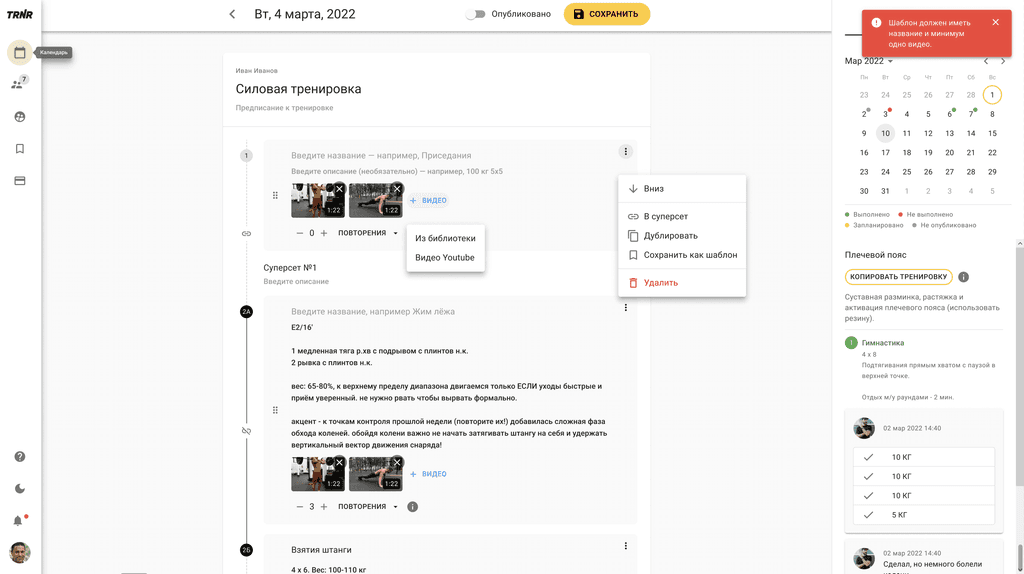 TRNR
Календарь
7
Вт, 4 марта, 2022
Опубликовано
СОХРАНИТЬ
Иван Иванов
Силовая тренировка
Предписание к тренировке
1
Введите название — например, Приседания
Введите описание (необязательно) — например, 100 кг 5х5
1:22
1:22
+ ВИДЕО
− 0 + ПОВТОРЕНИЯ
Из библиотеки
Видео Youtube
Вниз
В суперсет
Дублировать
Сохранить как шаблон
Удалить
Суперсет №1
Введите описание
2А
Введите название, например Жим лёжа
Е2/16'
1 медленная тяга р.хв с подрывом с плинтов н.к.
2 рывка с плинтов н.к.
вес: 65-80%, к верхнему пределу диапазона двигаемся только ЕСЛИ уходы быстрые и
приём уверенный. не нужно рвать чтобы вырвать формально.
акцент - к точкам контроля прошлой недели (повторите их!) добавилась сложная фаза
обхода коленей. обойдя колени важно не начать затягивать штангу на себя и удержать
вертикальный вектор движения снаряда!
1:22
1:22
+ ВИДЕО
− 3 + ПОВТОРЕНИЯ
2Б
Взятия штанги
4 х 6. Вес: 100-110 кг
Шаблон должен иметь
название и минимум
одно видео.
Мар 2022
Пн Вт Ср Чт Пт Сб Вс
23 24 25 26 27 28 1
2 3 4 5 6 7 8
9 10 11 12 13 14 15
16 17 18 19 20 21 22
23 24 25 26 27 28 29
30 31 1 2 3 4 5
Выполнено Не выполнено
Запланировано Не опубликовано
Плечевой пояс
КОПИРОВАТЬ ТРЕНИРОВКУ
Суставная разминка, растяжка и
активация плечевого пояса (использовать
резину).
1 Гимнастика
4 х 8
Подтягивания прямым хватом с паузой в
верхней точке.
Отдых м/у раундами - 2 мин.
02 мар 2022 14:40
10 КГ
10 КГ
10 КГ
5 КГ
02 мар 2022 14:40
Сделал, но немного болели